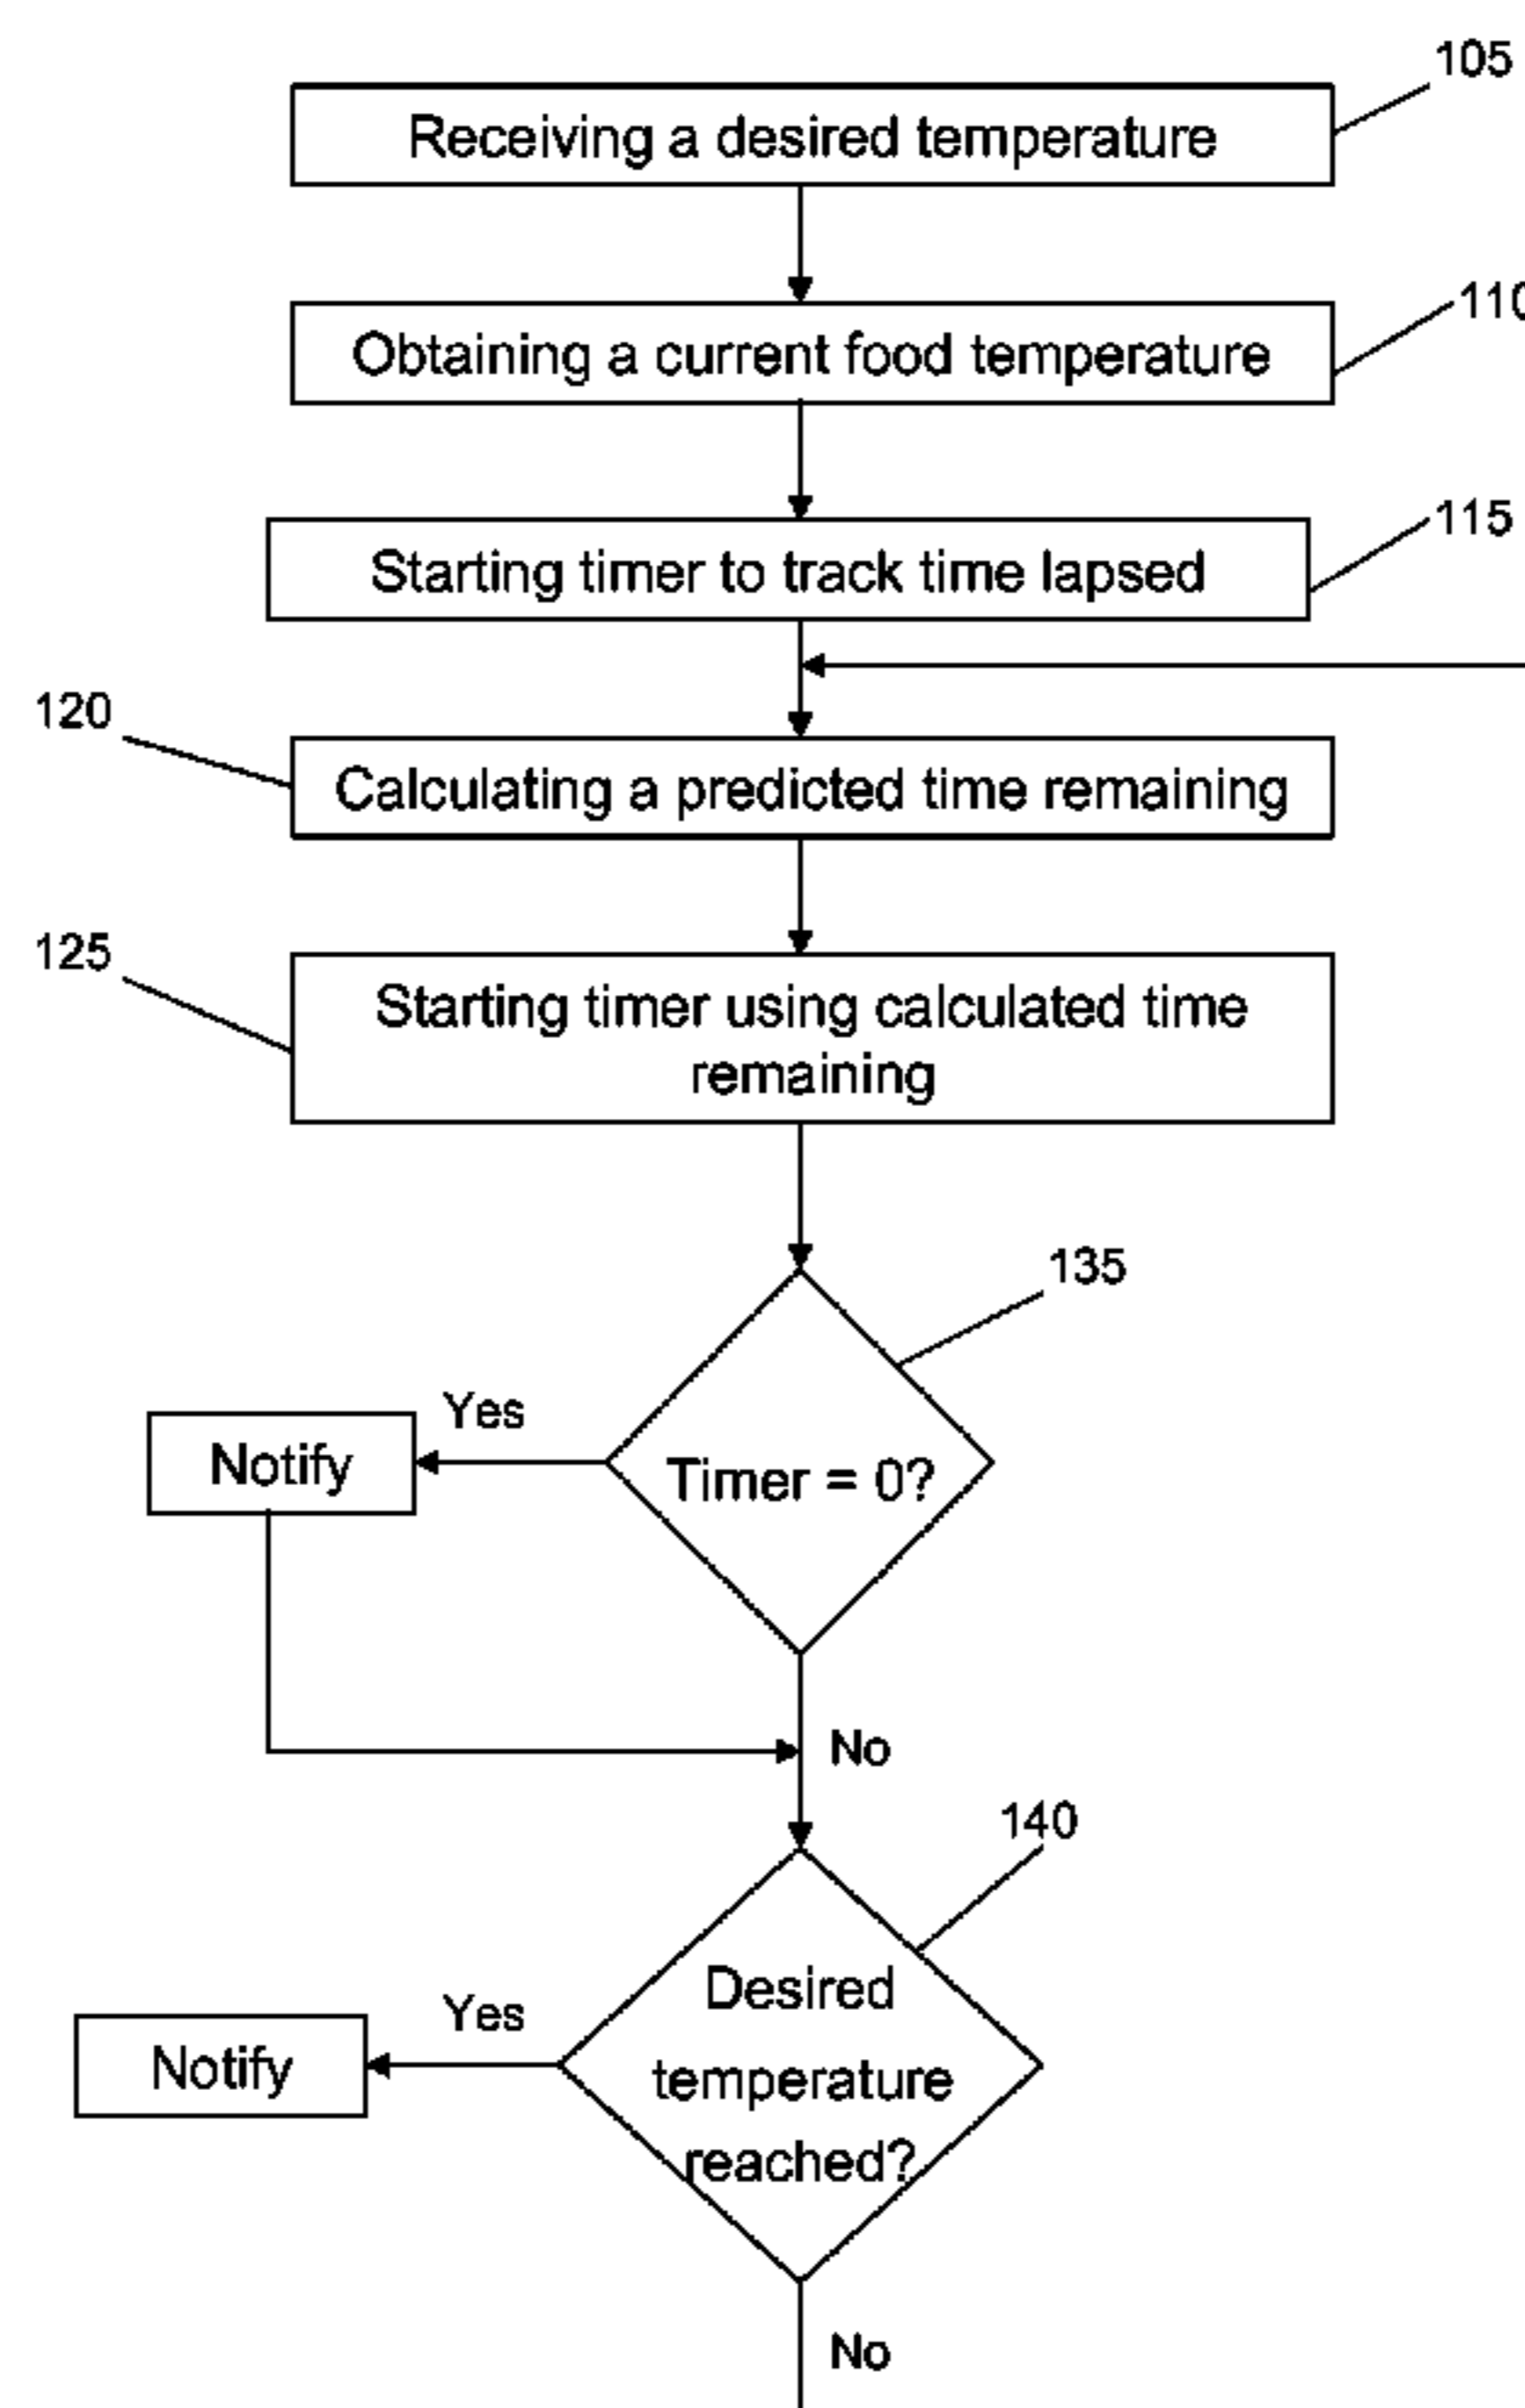 105
Receiving a desired temperature
110
Obtaining a current food temperature
115
Starting timer to track time lapsed
120
Calculating a predicted time remaining
125
Starting timer using calculated time
remaining
135
Yes
Notify
Timer = 0?
No
140
Desired
Yes
Notify
temperature
reached?
No